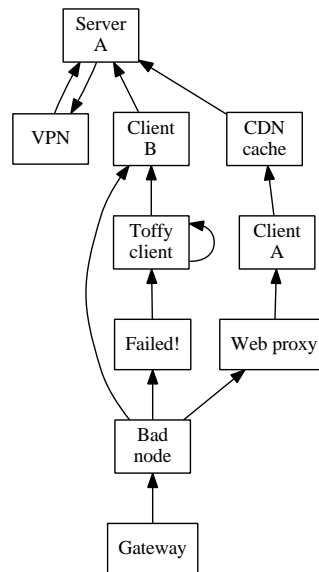 Server
A
VPN
Client
B
CDN
cache
Toffy
client
Client
A
Failed!
Web proxy
Bad
node
Gateway